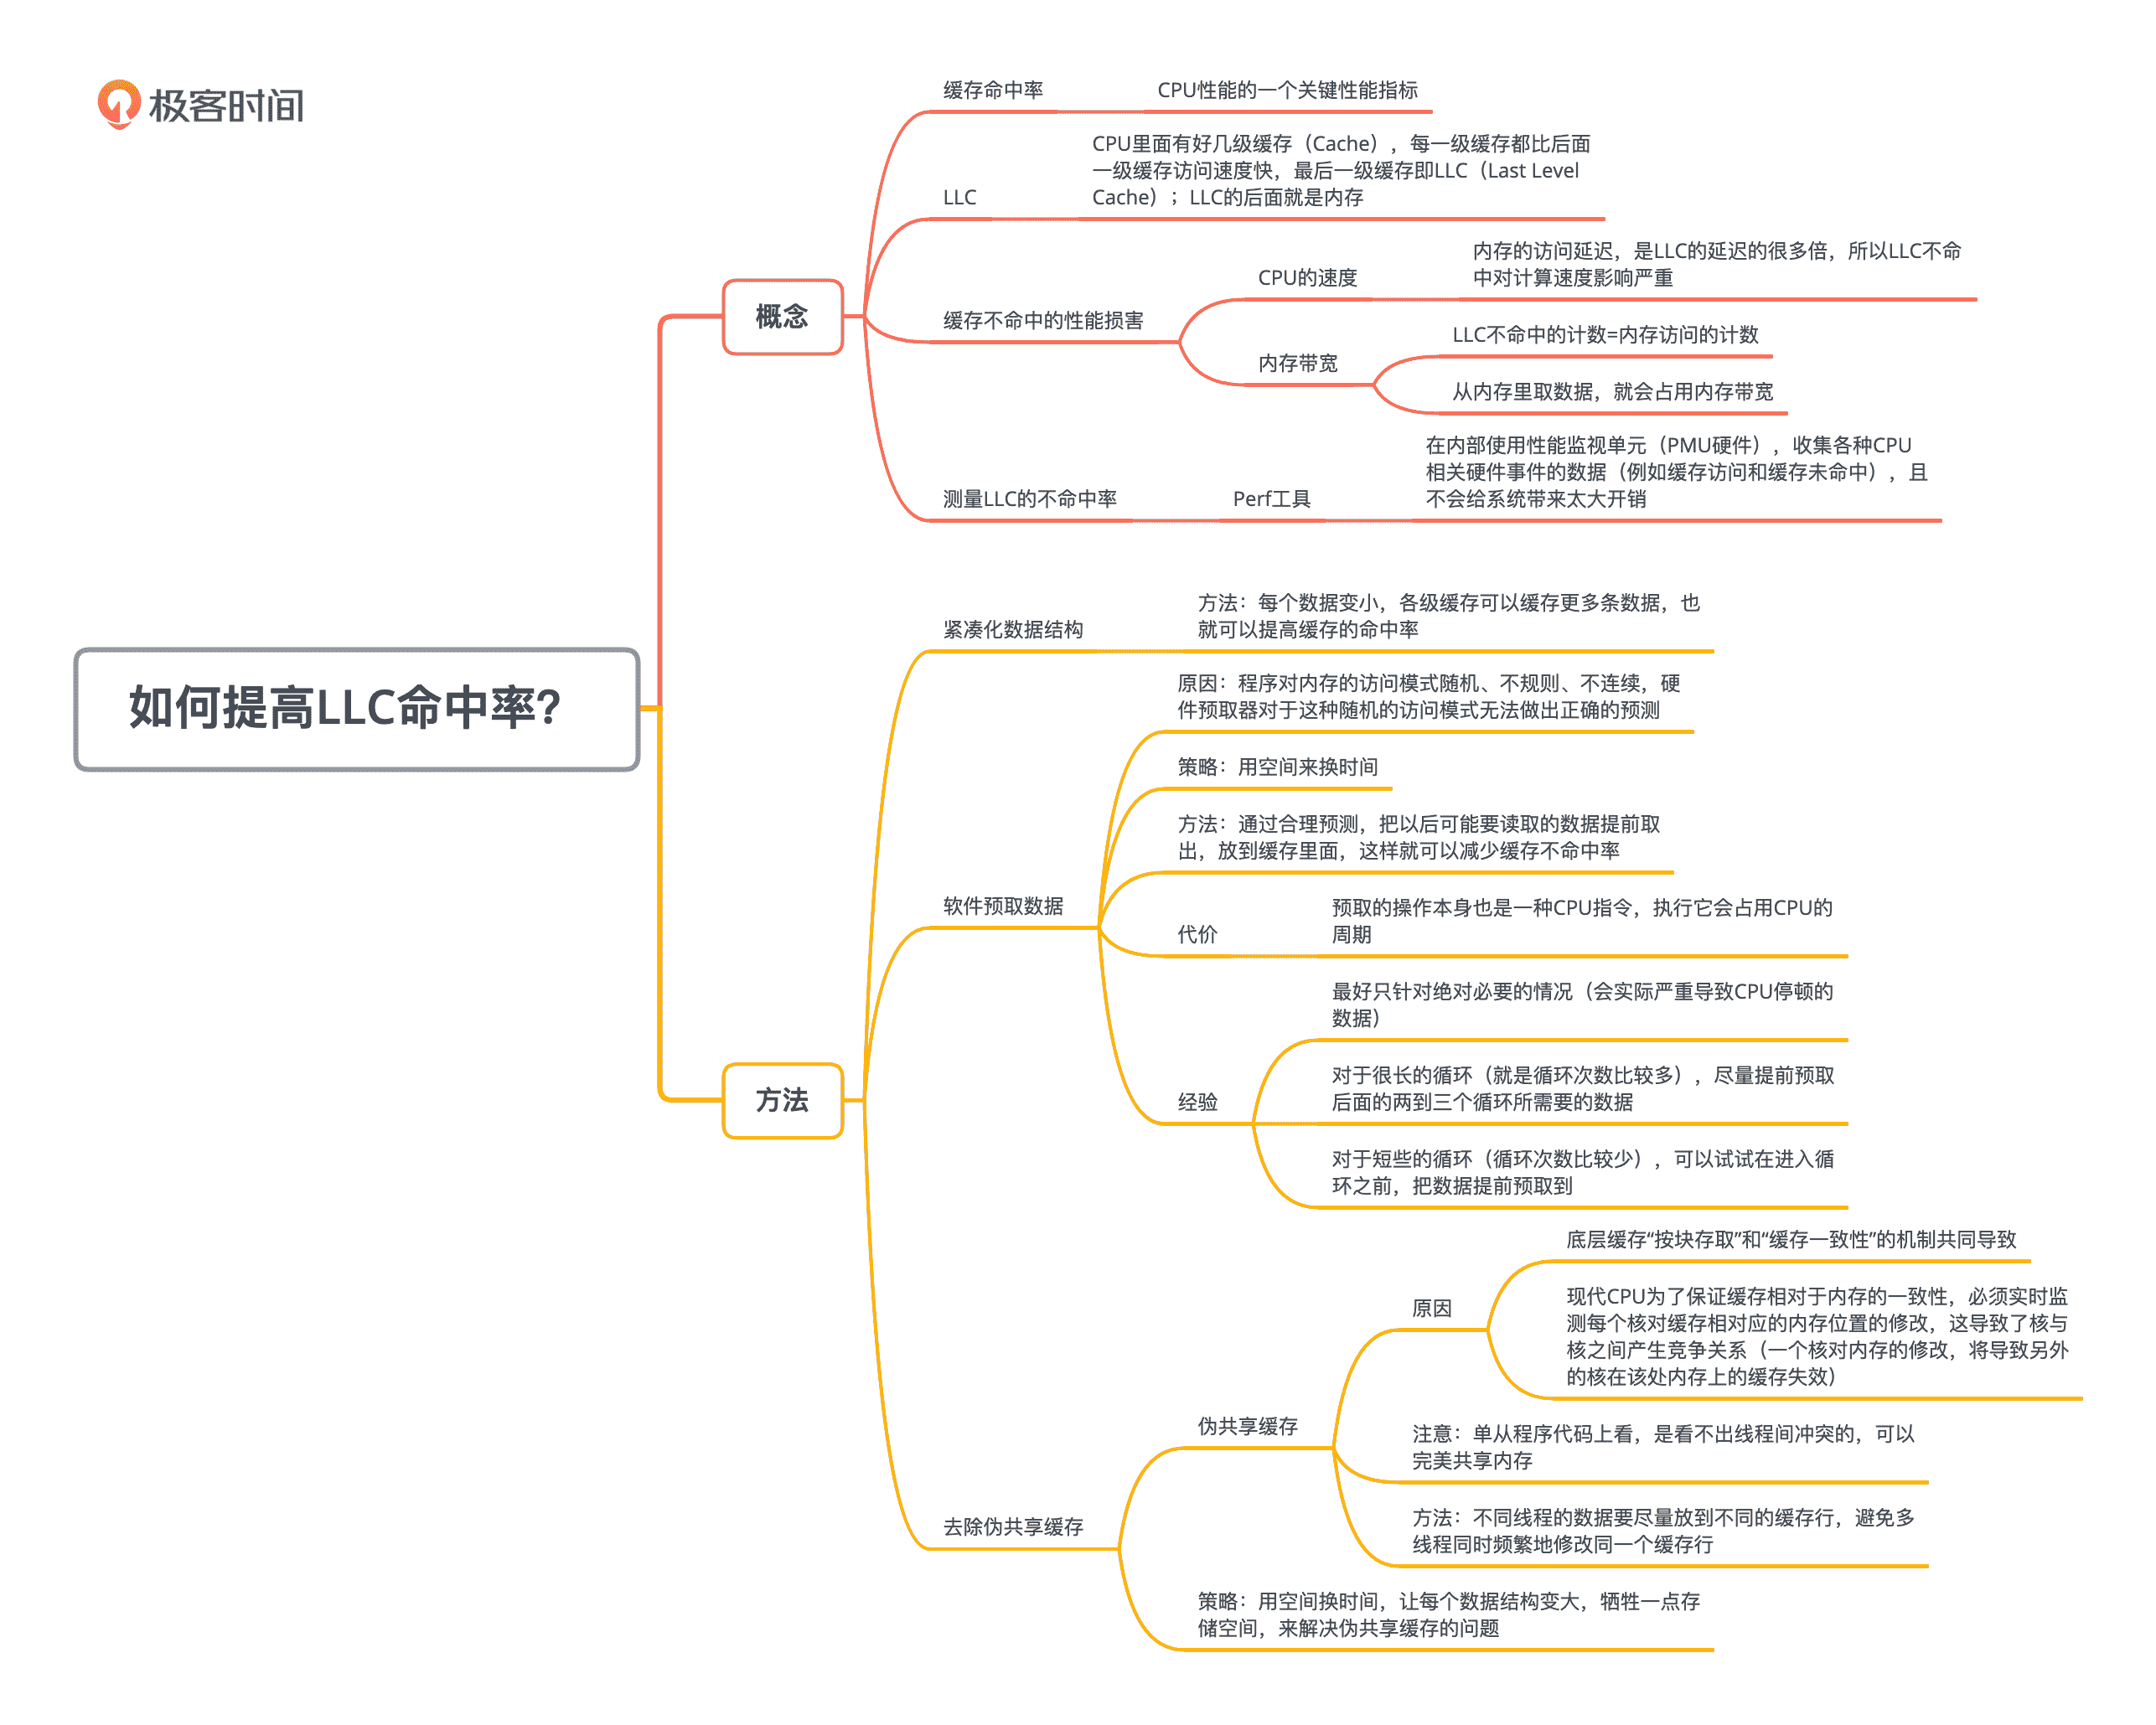 极客时间
如何提高LLC命中率？
概念
缓存命中率
CPU性能的一个关键性能指标
LLC
CPU里面有好几级缓存（Cache），每一级缓存都比后面
一级缓存访问速度快，最后一级缓存即LLC（Last Level
Cache）；LLC的后面就是内存
缓存不命中的性能损害
CPU的速度
内存的访问延迟，是LLC的延迟的很多倍，所以LLC不命
中对计算速度影响严重
内存带宽
LLC不命中的计数=内存访问的计数
从内存里取数据，就会占用内存带宽
测量LLC的不命中率
Perf工具
在内部使用性能监视单元（PMU硬件），收集各种CPU
相关硬件事件的数据（例如缓存访问和缓存未命中），且
不会给系统带来太大开销
方法
紧凑化数据结构
方法：每个数据变小，各级缓存可以缓存更多条数据，也
就可以提高缓存的命中率
软件预取数据
原因：程序对内存的访问模式随机、不规则、不连续，硬
件预取器对于这种随机的访问模式无法做出正确的预测
策略：用空间来换时间
方法：通过合理预测，把以后可能要读取的数据提前取
出，放到缓存里面，这样就可以减少缓存不命中率
代价
预取的操作本身也是一种CPU指令，执行它会占用CPU的
周期
经验
最好只针对绝对必要的情况（会实际严重导致CPU停顿的
数据）
对于很长的循环（就是循环次数比较多），尽量提前预取
后面的两到三个循环所需要的数据
对于短些的循环（循环次数比较少），可以试试在进入循
环之前，把数据提前预取到
去除伪共享缓存
伪共享缓存
原因
底层缓存“按块存取”和“缓存一致性”的机制共同导致
现代CPU为了保证缓存相对于内存的一致性，必须实时监
测每个核对缓存相对应的内存位置的修改，这导致了核与
核之间产生竞争关系（一个核对内存的修改，将导致另外
的核在该处内存上的缓存失效）
注意：单从程序代码上看，是看不出线程间冲突的，可以
完美共享内存
方法：不同线程的数据要尽量放到不同的缓存行，避免多
线程同时频繁地修改同一个缓存行
策略：用空间换时间，让每个数据结构变大，牺牲一点存
储空间，来解决伪共享缓存的问题